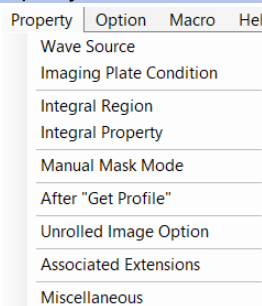 Property Option Macro Hel
Wave Source
Imaging Plate Condition
Integral Region
Integral Property
Manual Mask Mode
After "Get Profile"
Unrolled Image Option
Associated Extensions
Miscellaneous